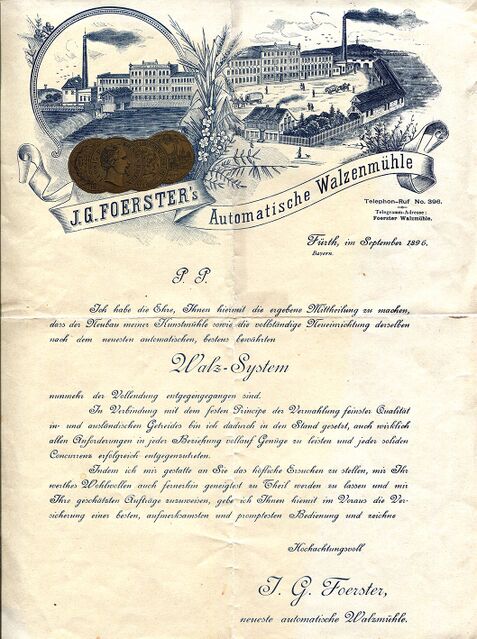 J.G. FOERSTER's
Automatische Walzenmühle
Telephon-Ruf No. 396.
Telegramm-Adresse:
Foerster Walzmühle.
Fürth, im September 1896.
Bayern.
P. P.
Ich habe die Ehre, Ihnen hiermit die ergebene Mittheilung zu machen,
dass der Neubau meiner Kunstmühle sowie die vollständige Neueinrichtung derselben
nach dem neuesten automatischen, bestens bewährten
Walz-System
nunmehr der Vollendung entgegengegangen sind.
In Verbindung mit dem festen Principe der Vermahlung feinster Qualität
in- und ausländischen Getreides bin ich dadurch in den Stand gesetzt, auch wirklich
allen Anforderungen in jeder Beziehung vollauf Genüge zu leisten und jeder soliden
Concurrenz erfolgreich entgegenzutreten.
Indem ich mir gestatte an Sie das höfliche Ersuchen zu stellen, mir Ihr
werthes Wohlwollen auch fernerhin geneigtest zu Theil werden zu lassen und mir
Ihre geschätzten Aufträge zuzuweisen, gebe ich Ihnen hiemit im Voraus die Ver-
sicherung einer besten, aufmerksamsten und promptesten Bedienung und zeichne
Hochachtungsvoll
J. G. Foerster,
neueste automatische Walzmühle.